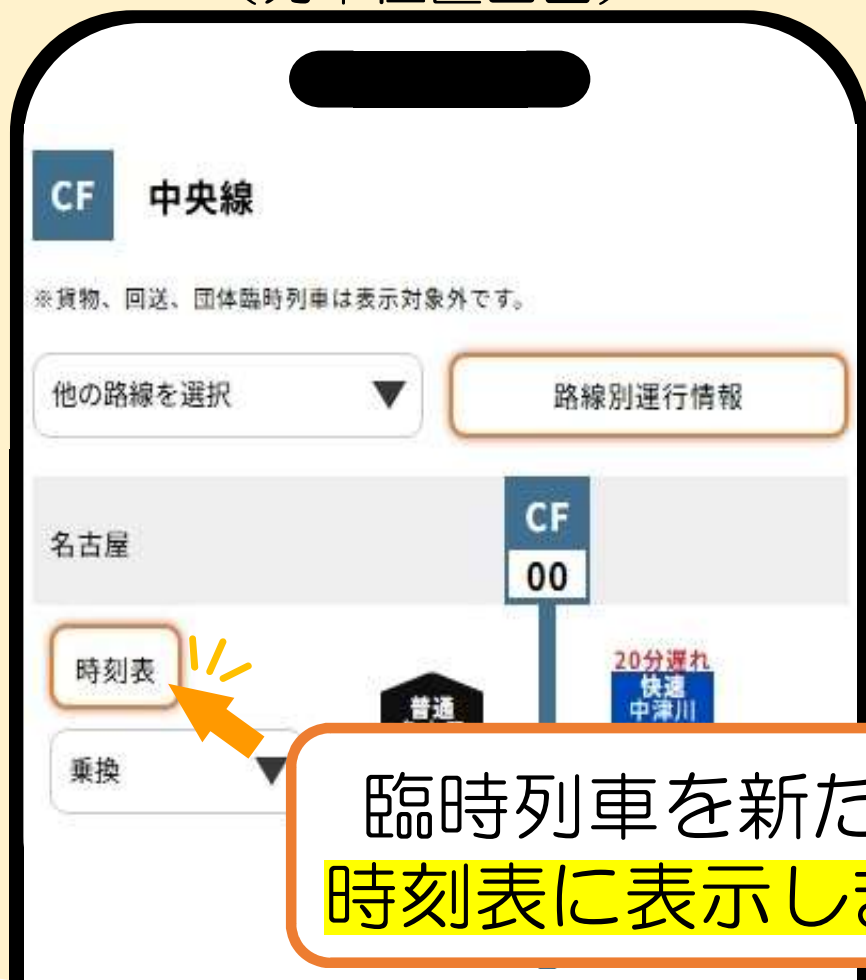 CF 中央線
※貨物、回送、団体臨時列車は表示対象外です。
他の路線を選択 ▼
路線別運行情報
名古屋
CF
00
時刻表
普通
20分遅れ
快速
中津川
乗換 ▼
臨時列車を新た
時刻表に表示しま